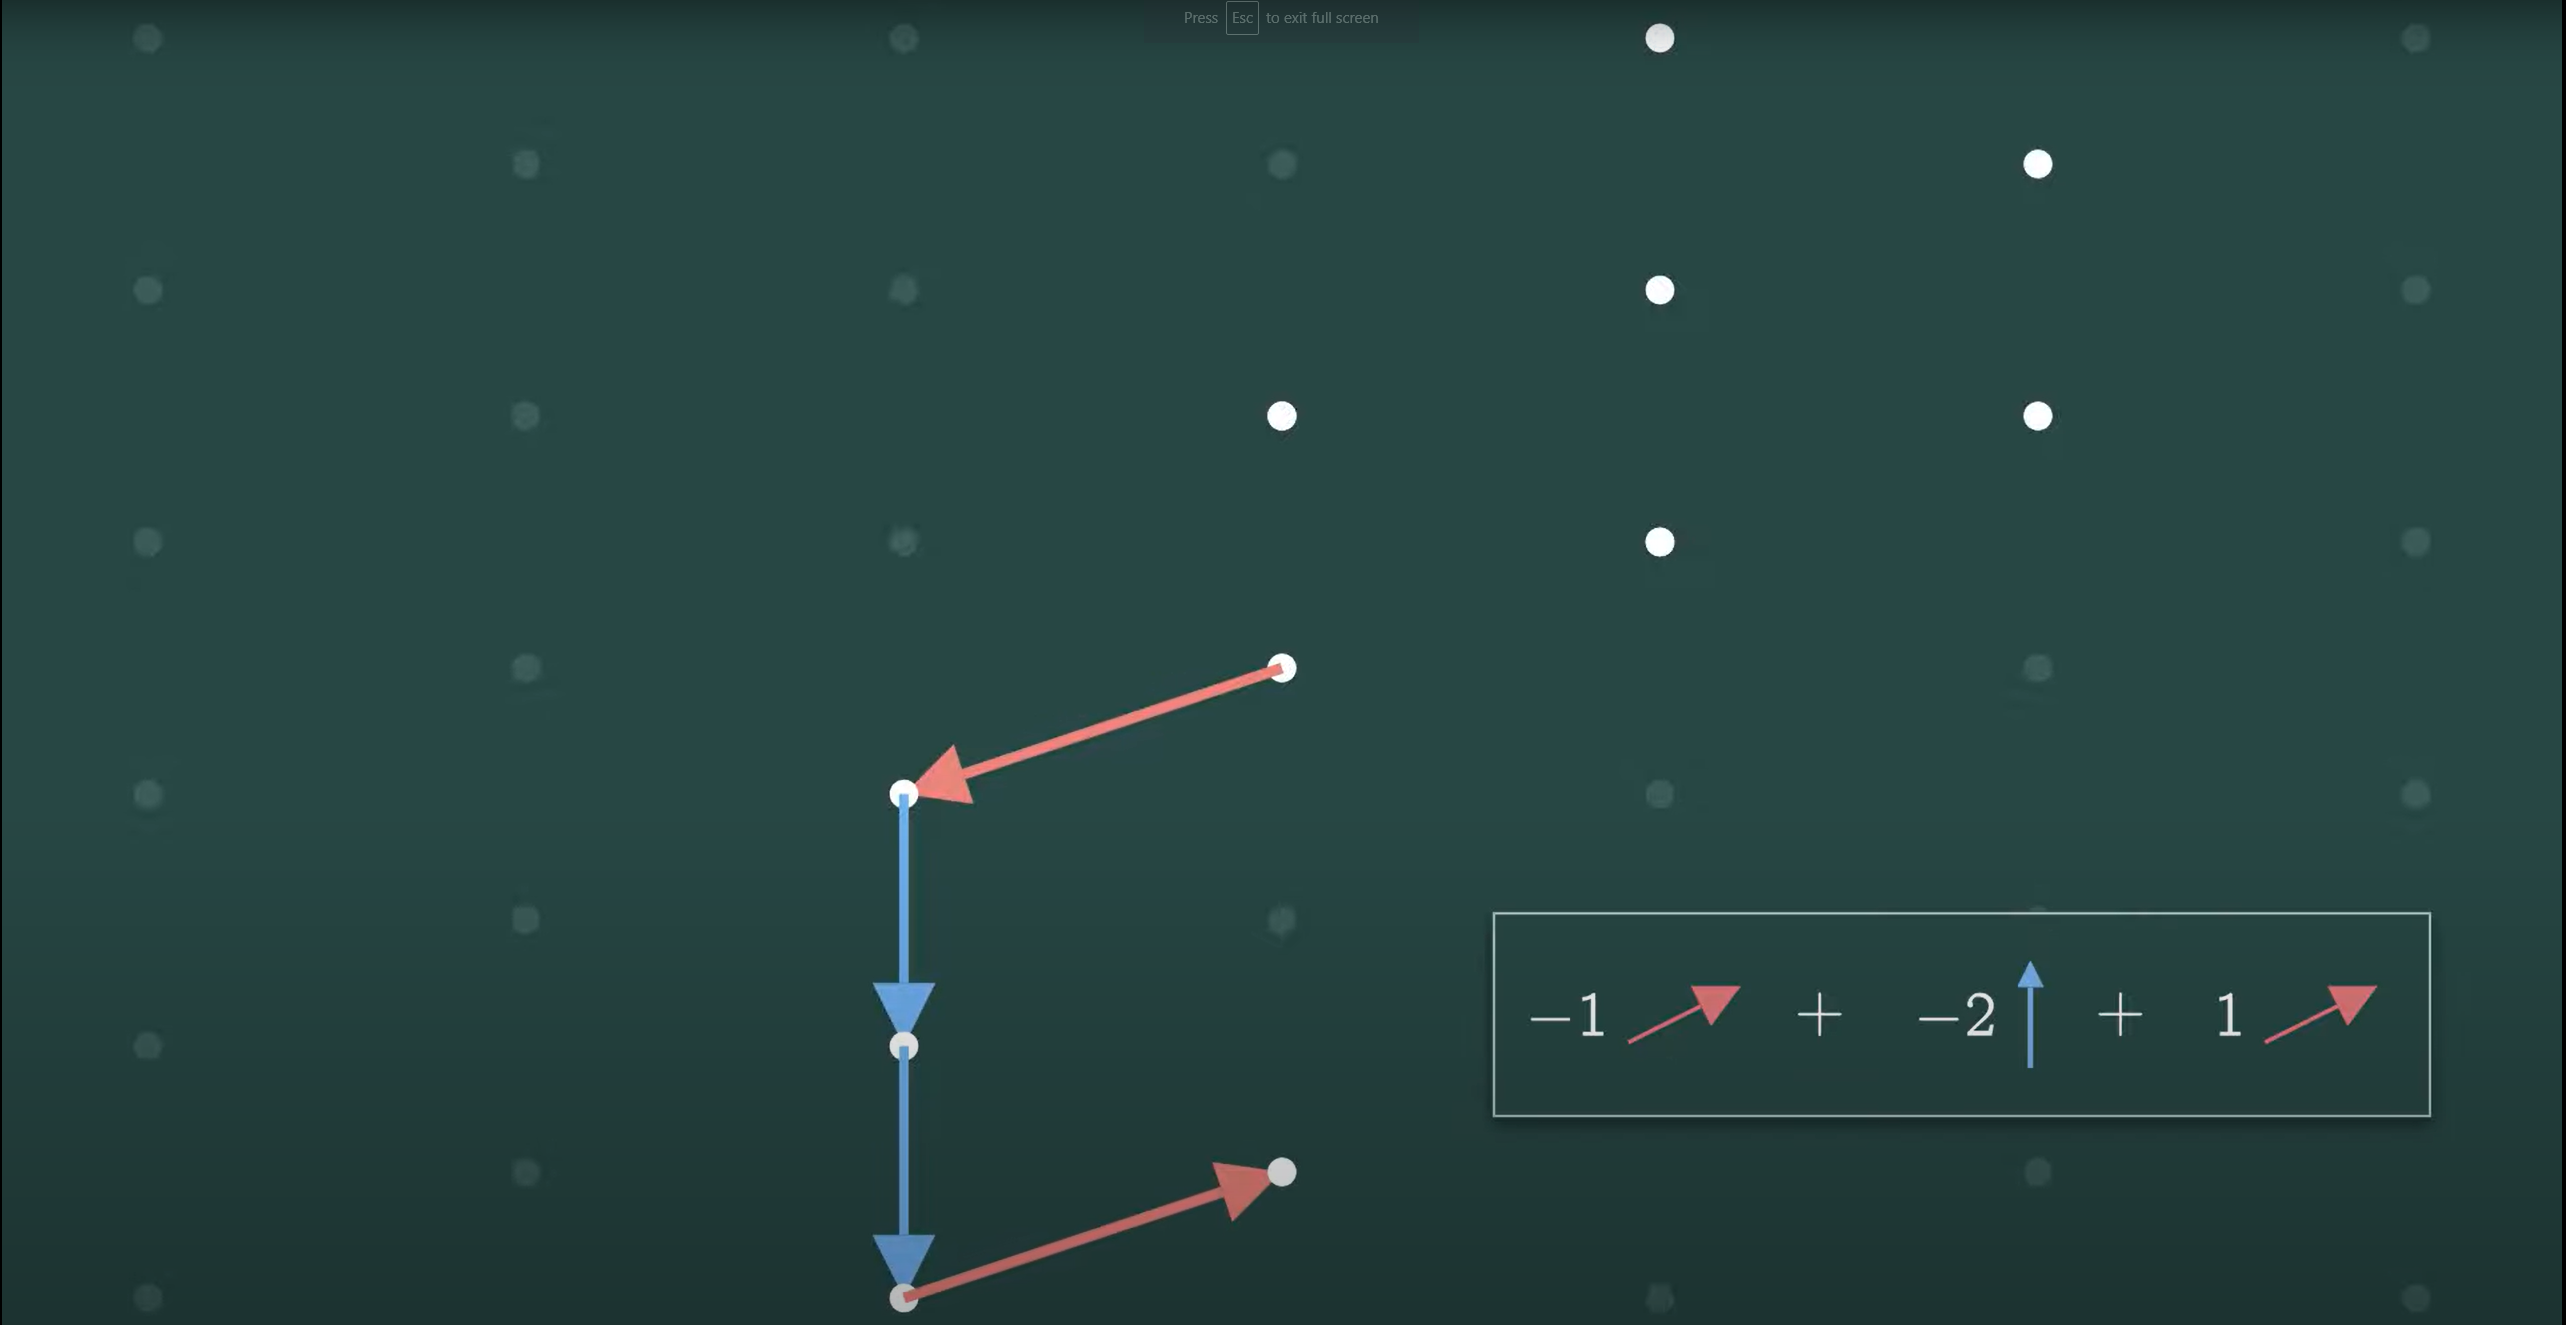 Press Esc to exit full screen
−1 + −2 + 1